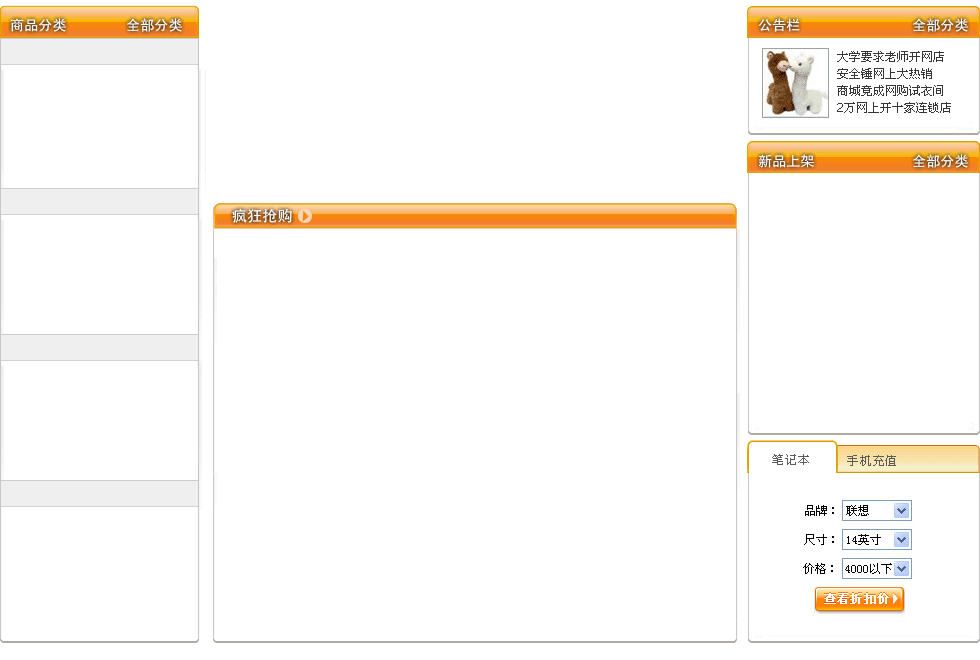 商品分类 全部分类
疯狂抢购
公告栏 全部分类
大学要求老师开网店
安全锤网上大热销
商城竟成网购试衣间
2万网上开十家连锁店
新品上架 全部分类
笔记本 手机充值
品牌： 联想
尺寸： 14英寸
价格： 4000以下
查看折扣价